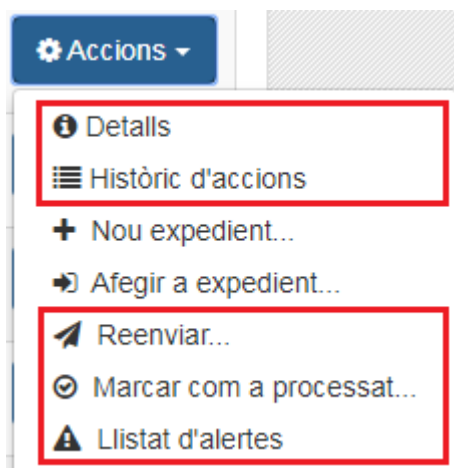 Accions
Detalls
Històric d'accions
Nou expedient...
Afegir a expedient...
Reenviar...
Marcar com a processat...
Llistat d'alertes